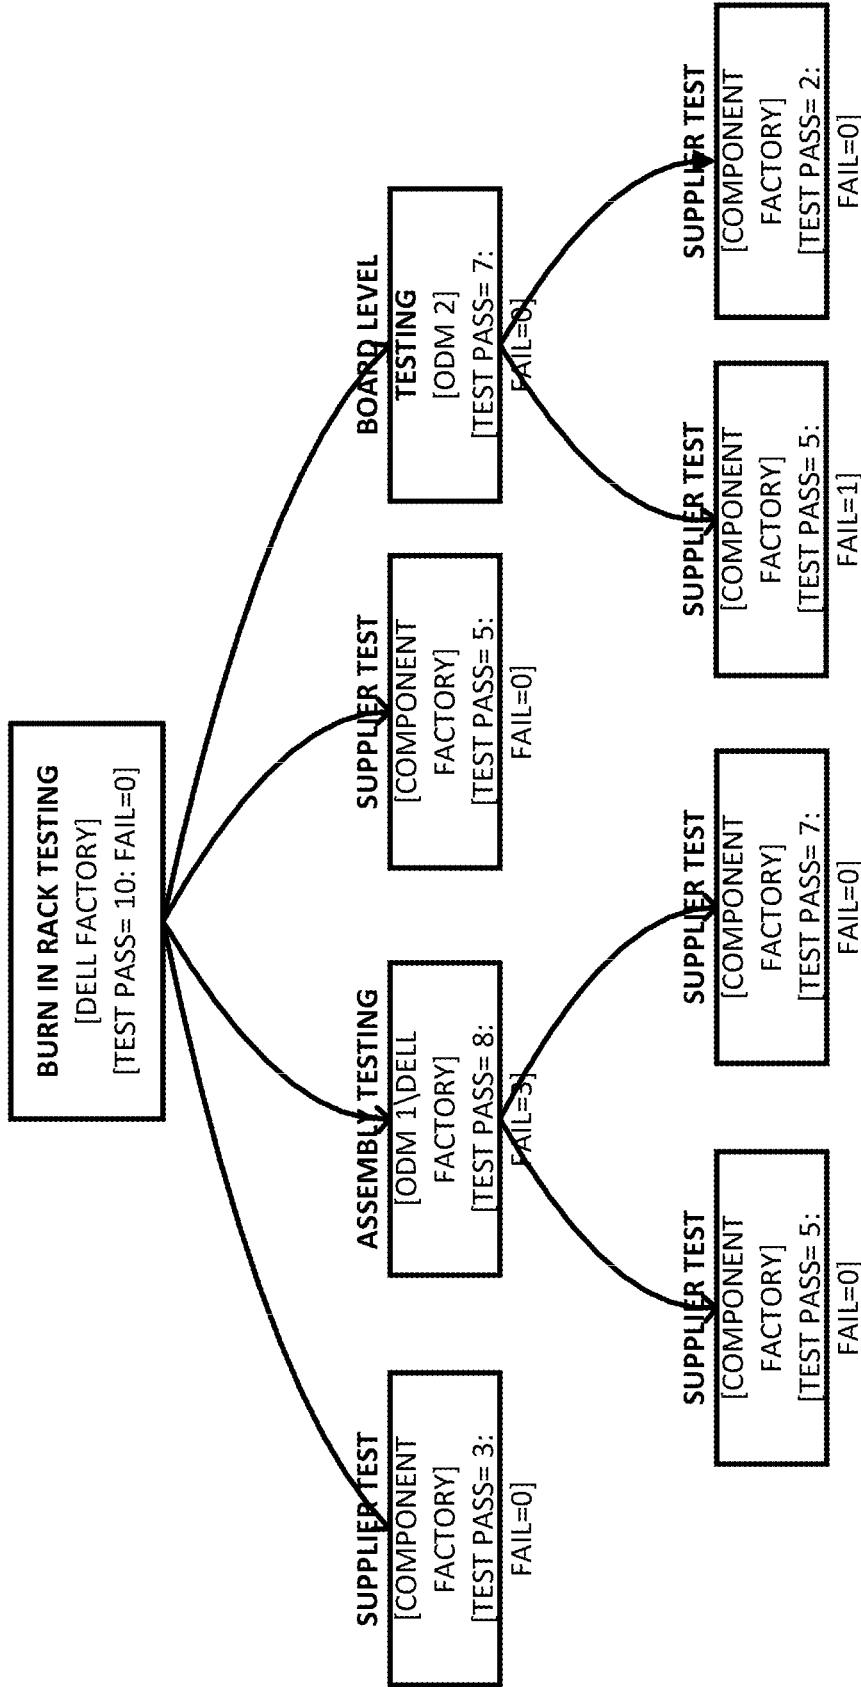 BURN IN RACK TESTING
[DELL FACTORY]
[TEST PASS= 10: FAIL=0]
SUPPLIER TEST
[COMPONENT
FACTORY]
[TEST PASS= 3:
FAIL=0]
ASSEMBLY TESTING
[ODM 1\DELL
FACTORY]
[TEST PASS= 8:
FAIL=3]
SUPPLIER TEST
[COMPONENT
FACTORY]
[TEST PASS= 5:
FAIL=0]
BOARD LEVEL
TESTING
[ODM 2]
[TEST PASS= 7:
FAIL=0]
SUPPLIER TEST
[COMPONENT
FACTORY]
[TEST PASS= 5:
FAIL=0]
SUPPLIER TEST
[COMPONENT
FACTORY]
[TEST PASS= 7:
FAIL=0]
SUPPLIER TEST
[COMPONENT
FACTORY]
[TEST PASS= 5:
FAIL=1]
SUPPLIER TEST
[COMPONENT
FACTORY]
[TEST PASS= 2:
FAIL=0]